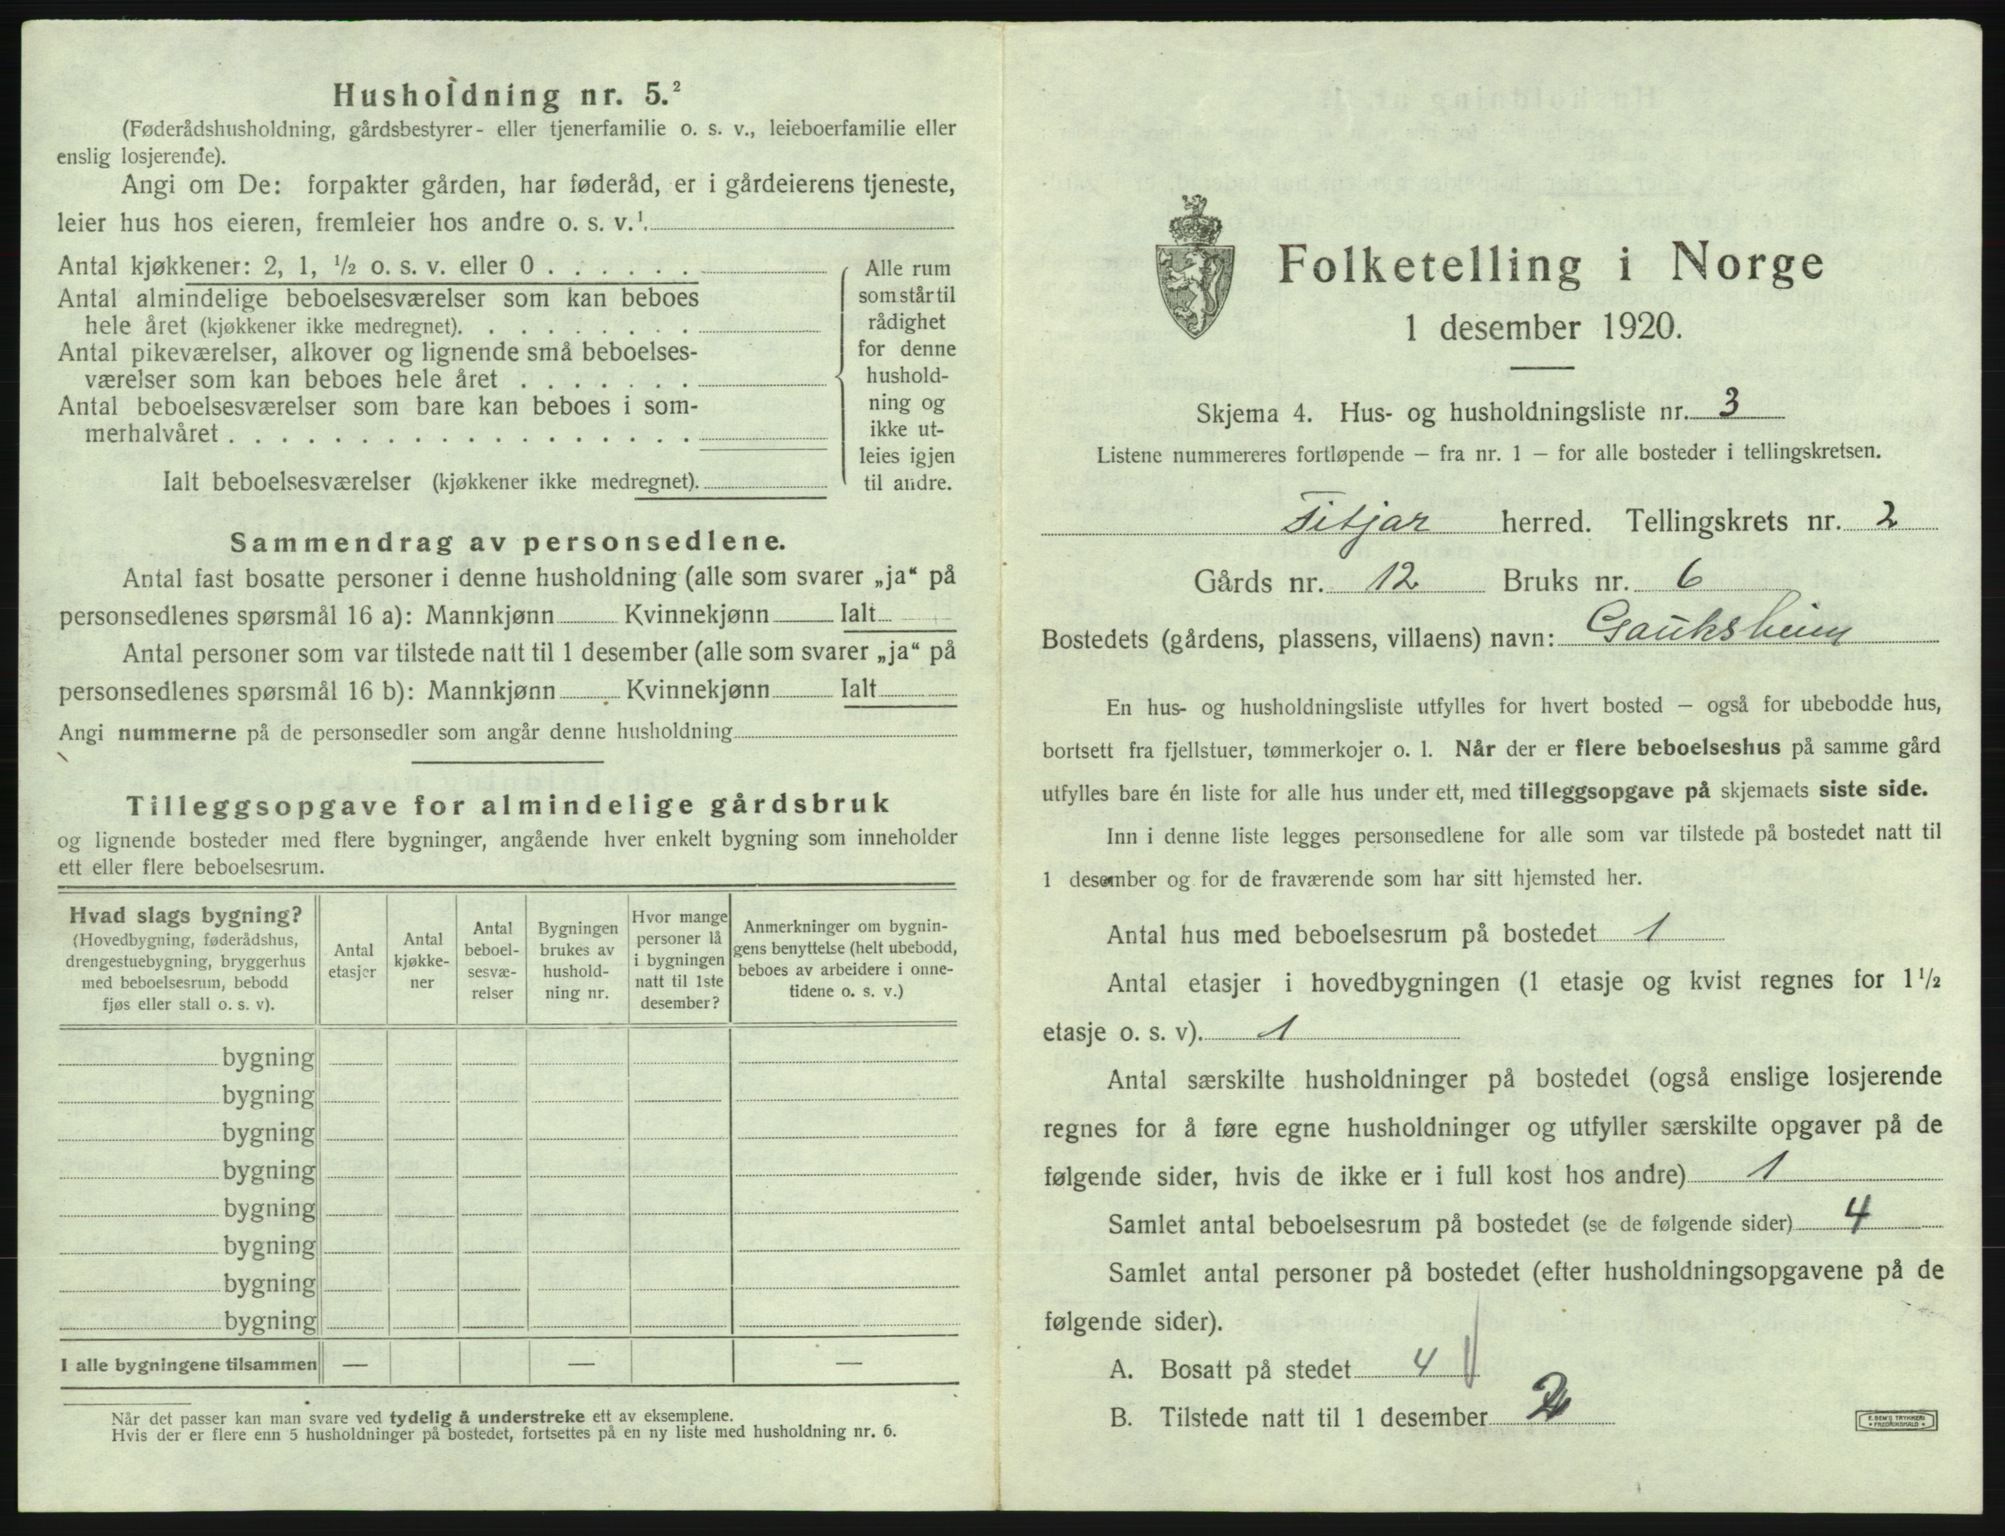 Husholdning nr. 5.²
(Føderådshusholdning, gårdsbestyrer- eller tjenerfamilie o. s. v., leieboerfamilie eller
enslig losjerende).
Angi om De: forpakter gården, har føderåd, er i gårdeierens tjeneste,
leier hus hos eieren, fremleier hos andre o. s. v.¹.
Antal kjøkkener: 2, 1, ½ o. s. v. eller 0 . . . . . .
Antal almindelige beboelsesværelser som kan beboes
hele året (kjøkkener ikke medregnet). . . . . . . . .
Antal pikeværelser, alkover og lignende små beboelses-
værelser som kan beboes hele året . . . . . . .
Antal beboelsesværelser som bare kan beboes i som-
merhalvåret . . . . . . . . . . . . . . . . . .
Ialt beboelsesværelser (kjøkkener ikke medregnet).
Alle rum
som står til
rådighet
for denne
hushold-
ning og
ikke ut-
leies igjen
til andre.
Sammendrag av personsedlene.
Antal fast bosatte personer i denne husholdning (alle som svarer „ja“ på
personsedlenes spørsmål 16 a): Mannkjønn Kvinnekjønn Ialt
Antal personer som var tilstede natt til 1 desember (alle som svarer „ja“ på
personsedlenes spørsmål 16 b): Mannkjønn Kvinnekjønn Ialt
Angi nummerne på de personsedler som angår denne husholdning
Tilleggsopgave for almindelige gårdsbruk
og lignende bosteder med flere bygninger, angående hver enkelt bygning som inneholder
ett eller flere beboelsesrum.
Hvad slags bygning?
(Hovedbygning, føderådshus,
drengestuebygning, bryggerhus
med beboelsesrum, bebodd
fjøs eller stall o. s. v).
Antal
etasjer
Antal
kjøkke-
ner
Antal
beboel-
sesvæ-
relser
Bygningen
brukes av
hushold-
ning nr.
Hvor mange
personer lå
i bygningen
natt til 1ste
desember?
Anmerkninger om bygnin-
gens benyttelse (helt ubebodd,
beboes av arbeidere i onne-
tidene o. s. v.)
bygning
bygning
bygning
bygning
bygning
bygning
bygning
bygning
I alle bygningene tilsammen — — —
Når det passer kan man svare ved tydelig å understreke ett av eksemplene.
Hvis der er flere enn 5 husholdninger på bostedet, fortsettes på en ny liste med husholdning nr. 6.
Folketelling i Norge
1 desember 1920.
Skjema 4. Hus- og husholdningsliste nr. 3
Listene nummereres fortløpende – fra nr. 1 – for alle bosteder i tellingskretsen.
Fitjar herred. Tellingskrets nr. 2
Gårds nr. 12 Bruks nr. 6
Bostedets (gårdens, plassens, villaens) navn: Gauksheim
En hus- og husholdningsliste utfylles for hvert bosted – også for ubebodde hus,
bortsett fra fjellstuer, tømmerkojer o. l. Når der er flere beboelseshus på samme gård
utfylles bare én liste for alle hus under ett, med tilleggsopgave på skjemaets siste side.
Inn i denne liste legges personsedlene for alle som var tilstede på bostedet natt til
1 desember og for de fraværende som har sitt hjemsted her.
Antal hus med beboelsesrum på bostedet 1
Antal etasjer i hovedbygningen (1 etasje og kvist regnes for 1½
etasje o. s. v). 1
Antal særskilte husholdninger på bostedet (også enslige losjerende
regnes for å føre egne husholdninger og utfyller særskilte opgaver på de
følgende sider, hvis de ikke er i full kost hos andre) 1
Samlet antal beboelsesrum på bostedet (se de følgende sider) 4
Samlet antal personer på bostedet (efter husholdningsopgavene på de
følgende sider).
A. Bosatt på stedet 4
B. Tilstede natt til 1 desember 2
E. SEM'S TRYKKERI
FREDRIKSHALD